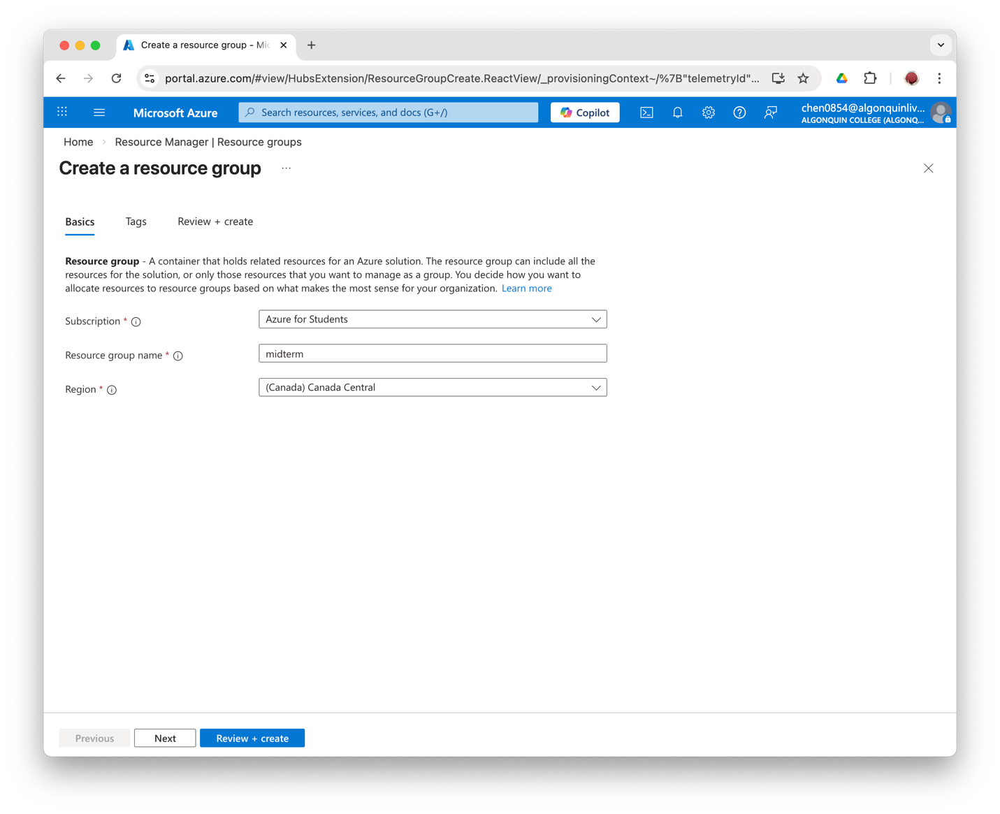 Create a resource group - Mic
portal.azure.com/#view/HubsExtension/ResourceGroupCreate.ReactView/_provisioningContext~/%7B"telemetryId"...
Microsoft Azure
Search resources, services, and docs (G+/)
Copilot
chen0854@algonquinliv...
ALGONQUIN COLLEGE (ALGONQ...
Home > Resource Manager | Resource groups
Create a resource group ...
Basics Tags Review + create
Resource group - A container that holds related resources for an Azure solution. The resource group can include all the
resources for the solution, or only those resources that you want to manage as a group. You decide how you want to
allocate resources to resource groups based on what makes the most sense for your organization. Learn more
Subscription * Azure for Students
Resource group name * midterm
Region * (Canada) Canada Central
Previous Next Review + create